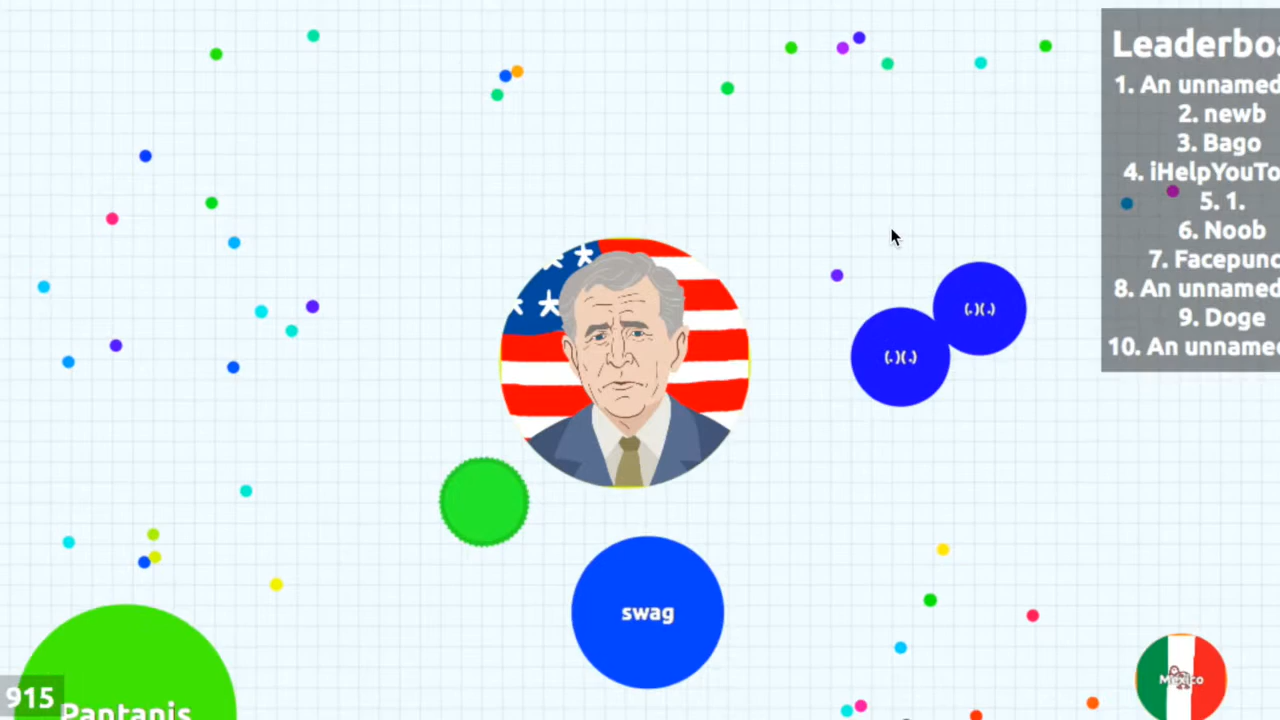 Leaderboa
1. An unnamed
2. newb
3. Bago
4. iHelpYouTo
5. 1.
6. Noob
7. Facepunc
8. An unnamed
9. Doge
10. An unnamed
(.)(.)
(.)(.)
swag
México
915
Pantanis